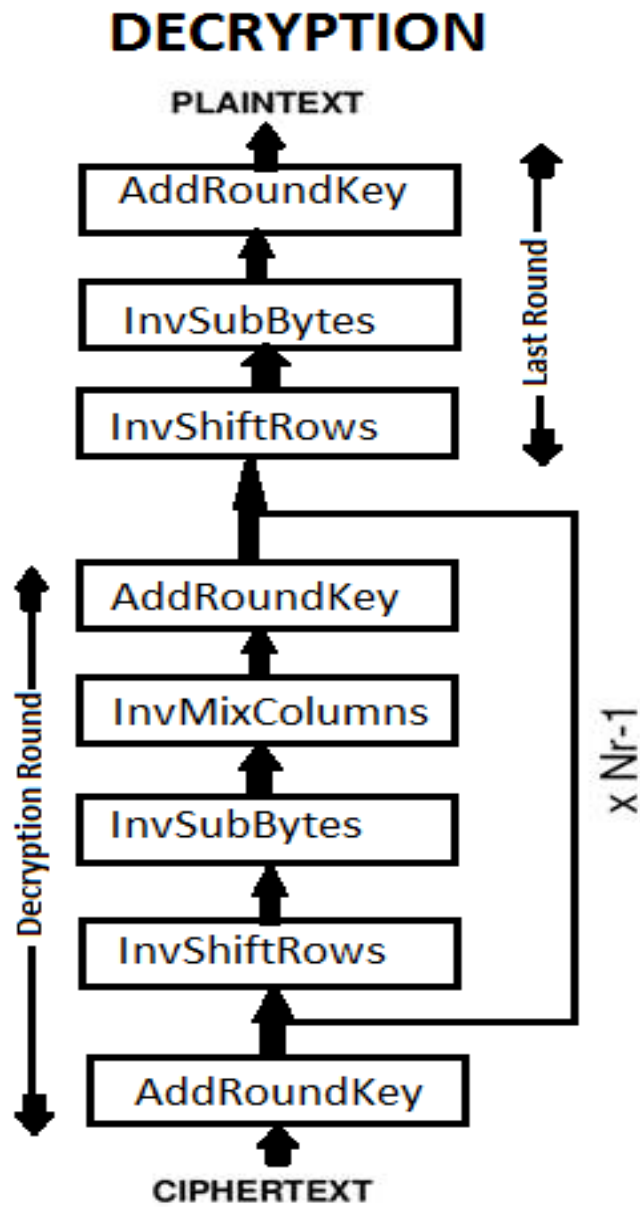 DECRYPTION
PLAINTEXT
AddRoundKey
InvSubBytes
InvShiftRows
Last Round
AddRoundKey
InvMixColumns
InvSubBytes
InvShiftRows
Decryption Round
x Nr-1
AddRoundKey
CIPHERTEXT